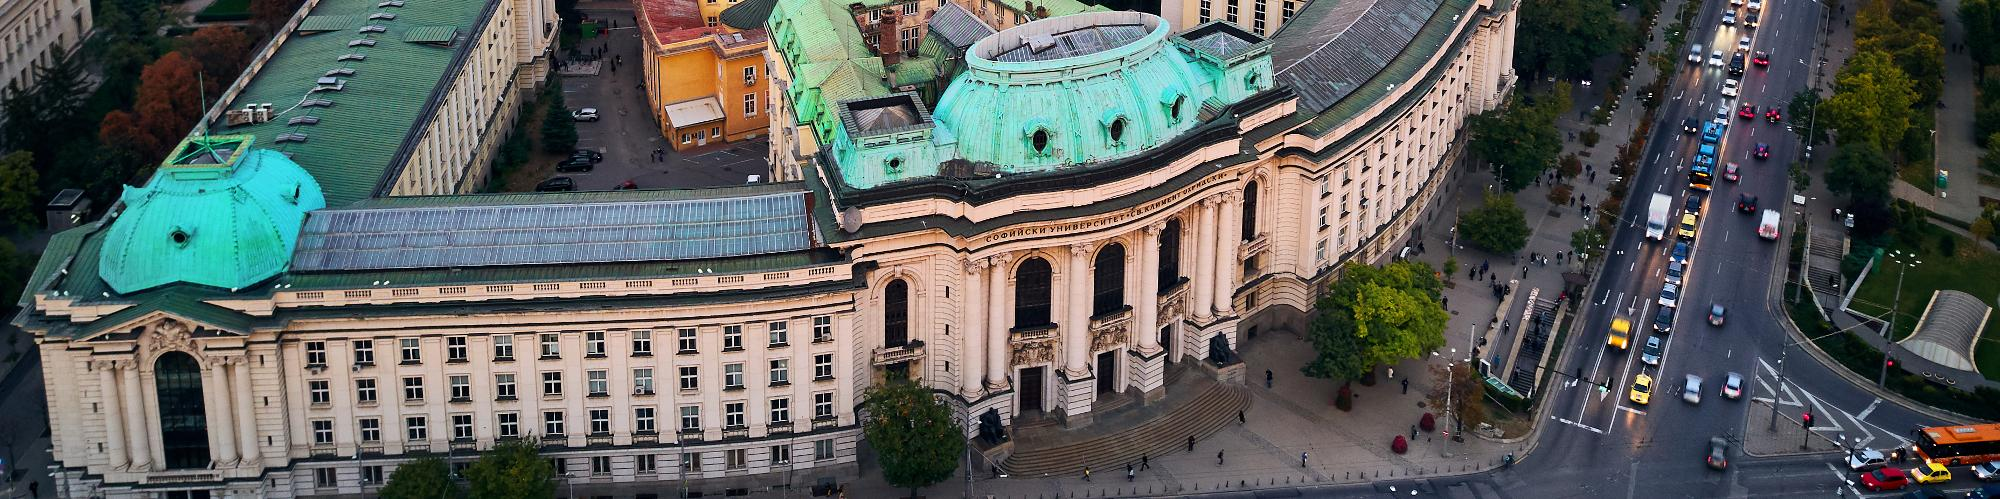 СОФИЙСКИ УНИВЕРСИТЕТ • СВ. КЛИМЕНТ ОХРИДСКИ •